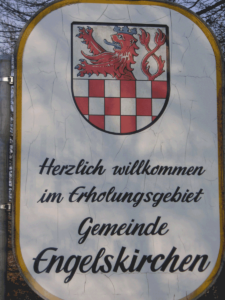 Herzlich willkommen
im Erholungsgebiet
Gemeinde
Engelskirchen